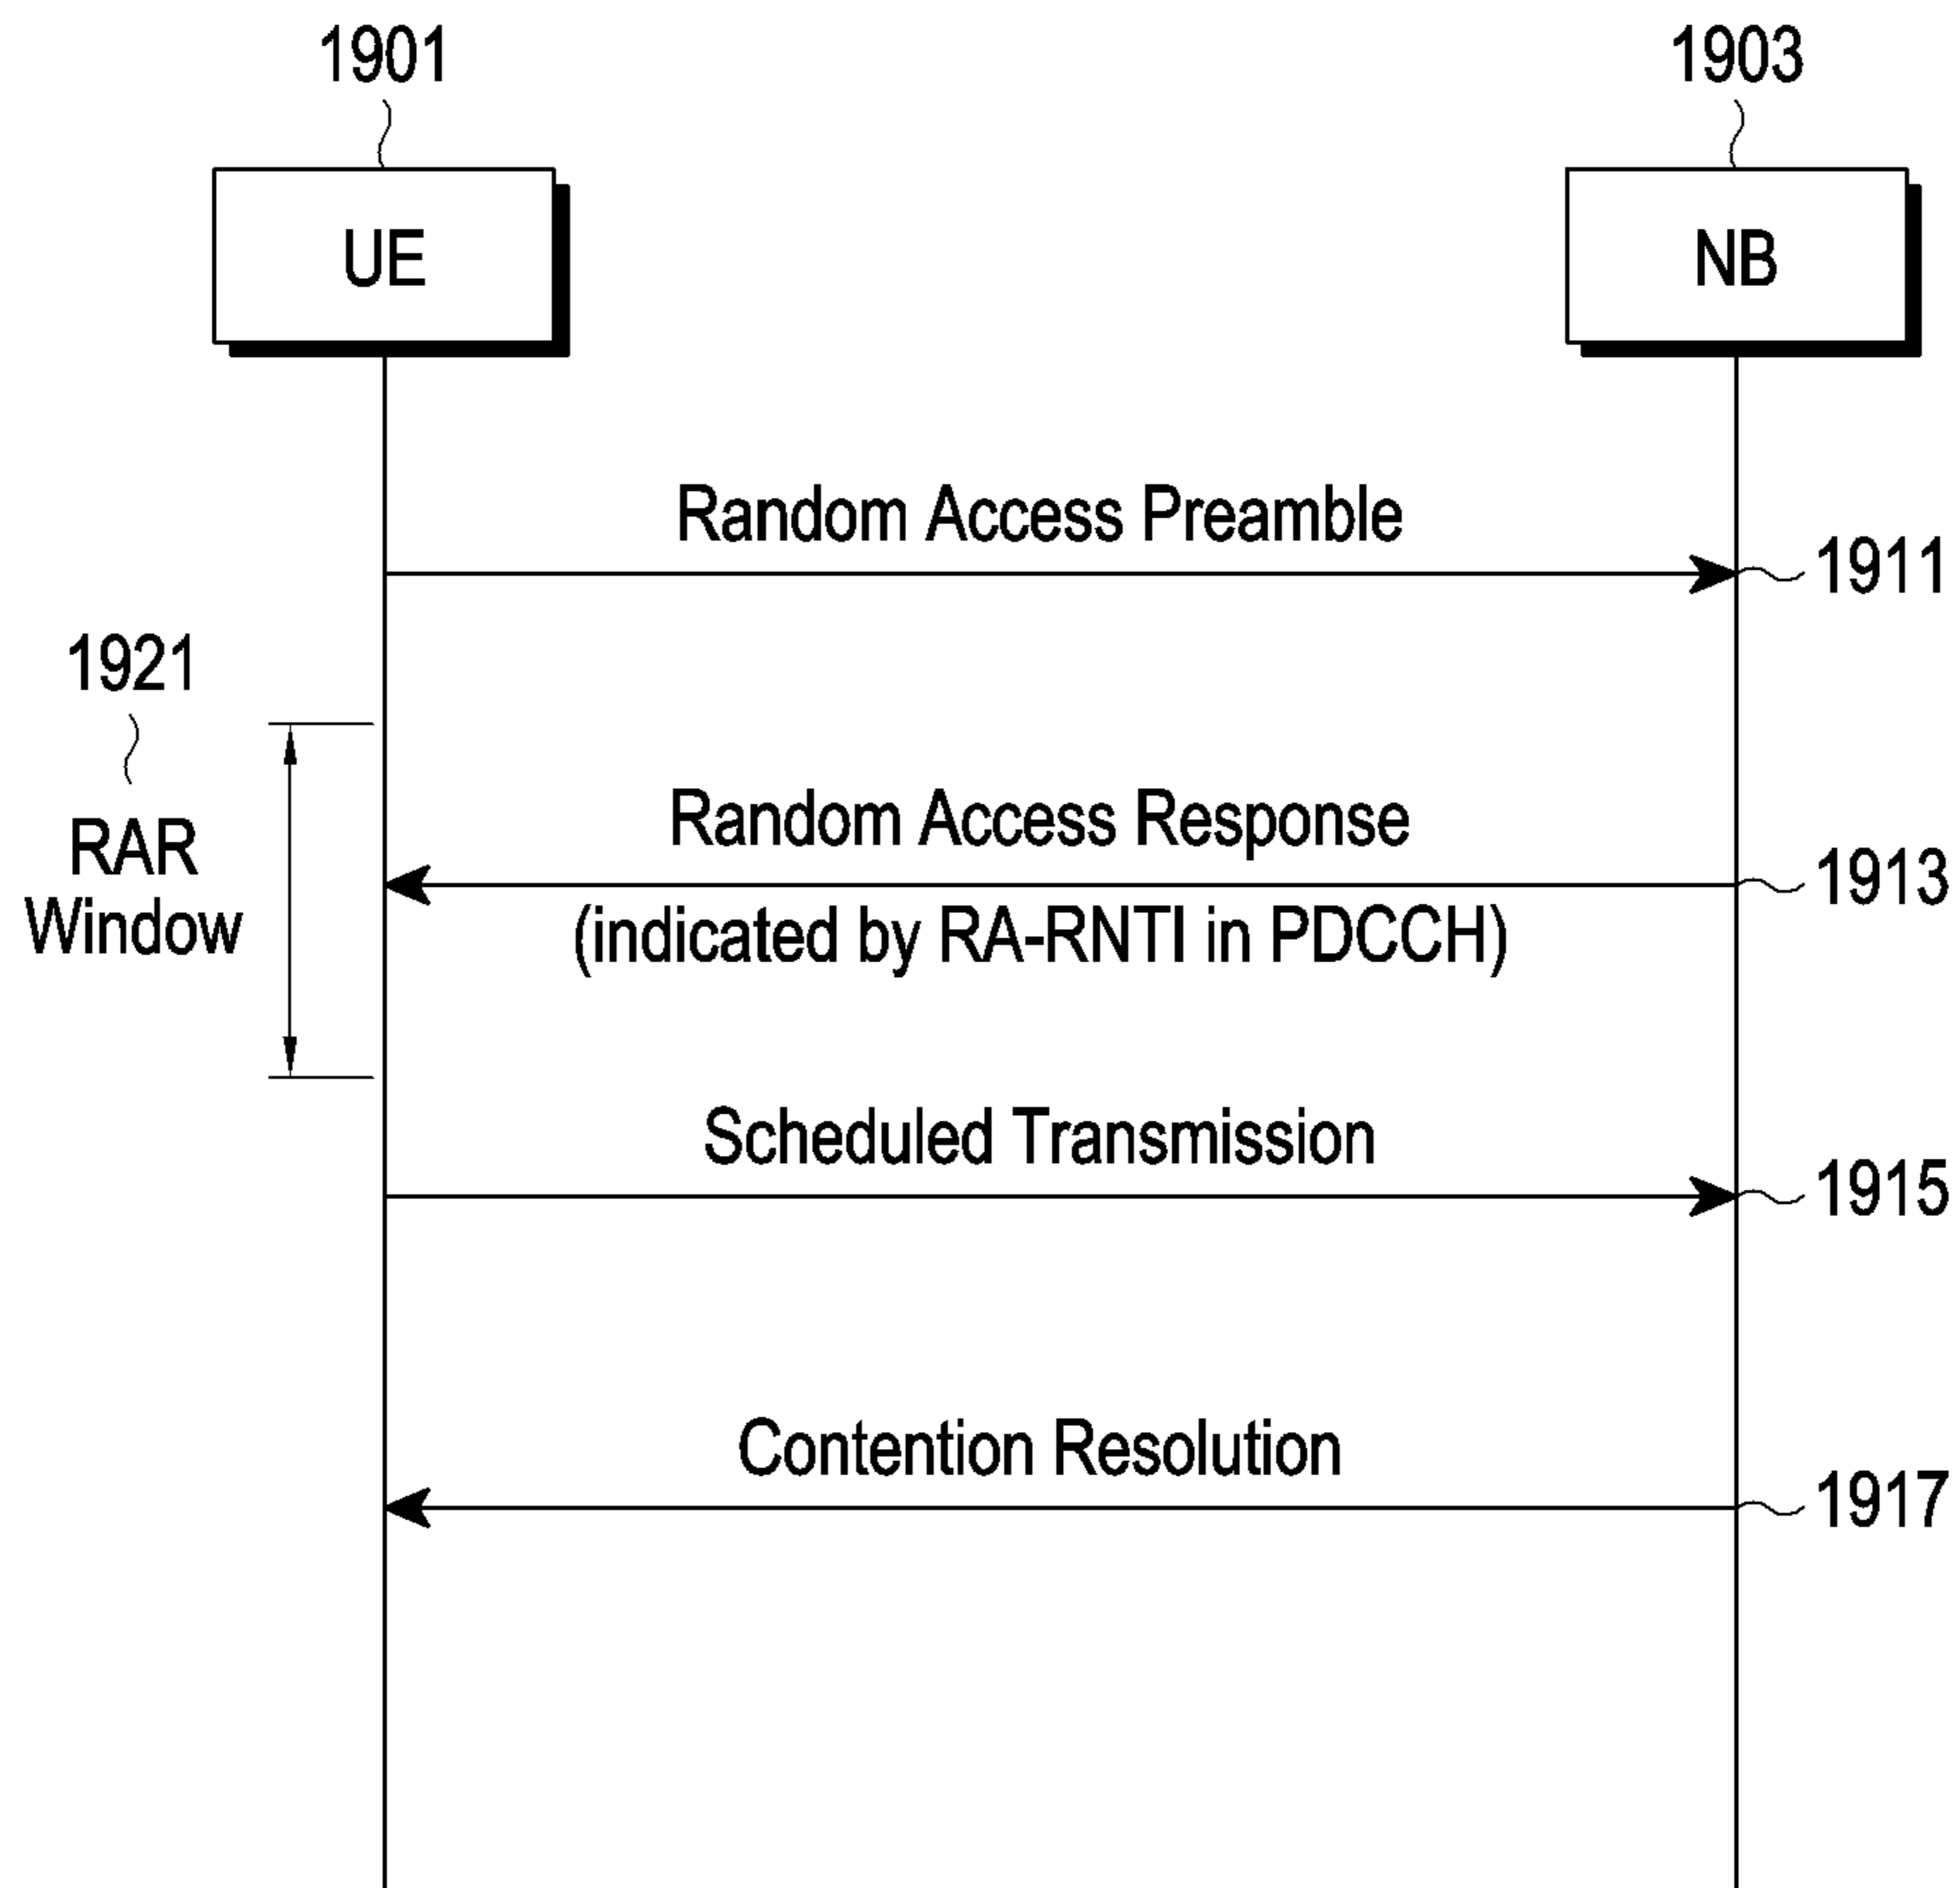 1901
1903
UE
NB
Random Access Preamble
1911
1921
RAR
Window
Random Access Response
1913
(indicated by RA-RNTI in PDCCH)
Scheduled Transmission
1915
Contention Resolution
1917